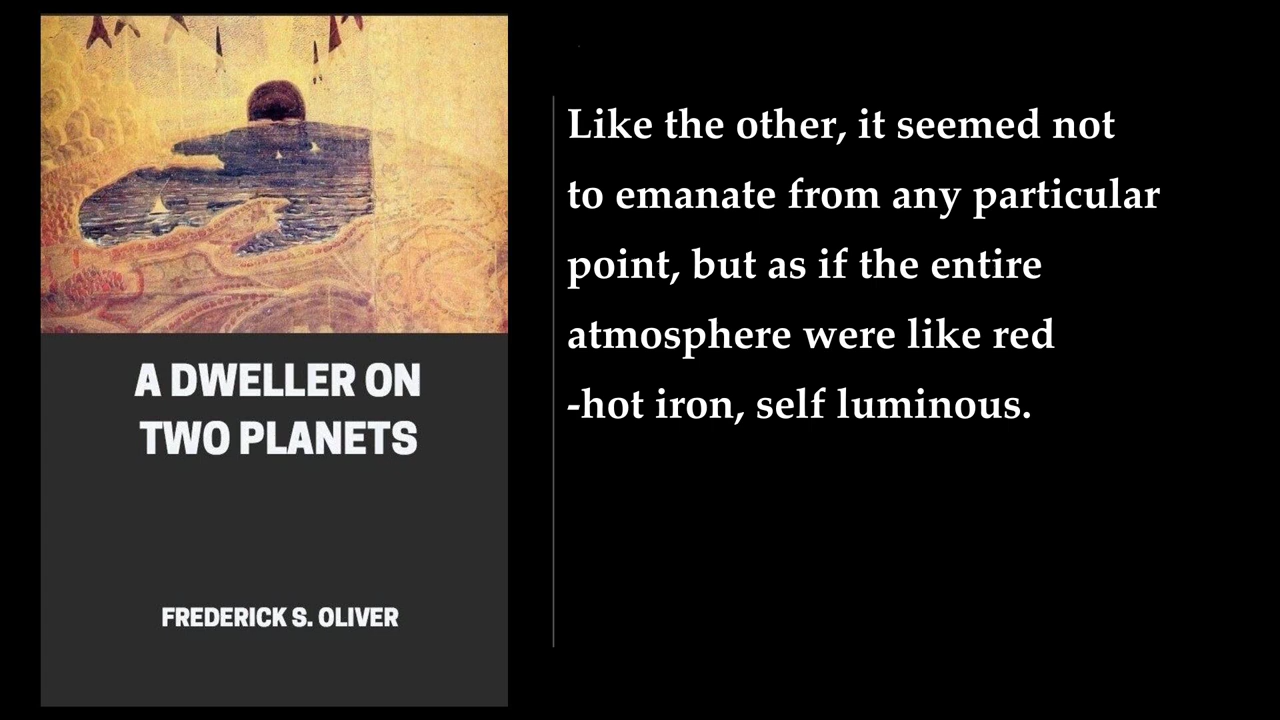 A DWELLER ON
TWO PLANETS
FREDERICK S. OLIVER
Like the other, it seemed not
to emanate from any particular
point, but as if the entire
atmosphere were like red
-hot iron, self luminous.